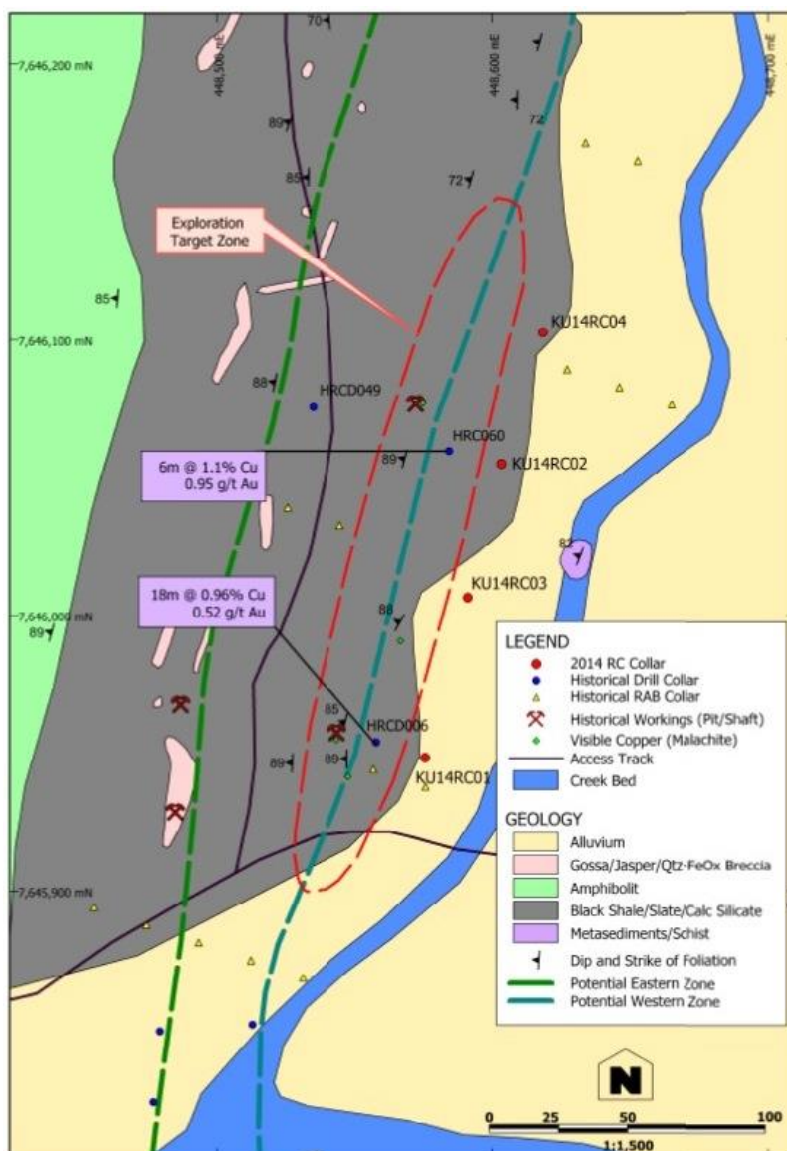 70
448,500 mE
448,600 mE
448,700 mE
7,646,200 mN
89
72
85
72
Exploration
Target Zone
85
KU14RC04
7,646,100 mN
88
HRCD049
HRC060
89
6m @ 1.1% Cu
0.95 g/t Au
KU14RC02
82
KU14RC03
18m @ 0.96% Cu
0.52 g/t Au
7,646,000 mN
88
89
85
HRCD006
89
89
KU14RC01
7,645,900 mN
LEGEND
2014 RC Collar
Historical Drill Collar
Historical RAB Collar
Historical Workings (Pit/Shaft)
Visible Copper (Malachite)
Access Track
Creek Bed
GEOLOGY
Alluvium
Gossa/Jasper/Qtz-FeOx Breccia
Amphibolit
Black Shale/Slate/Calc Silicate
Metasediments/Schist
Dip and Strike of Foliation
Potential Eastern Zone
Potential Western Zone
N
0 25 50 100
1:1,500